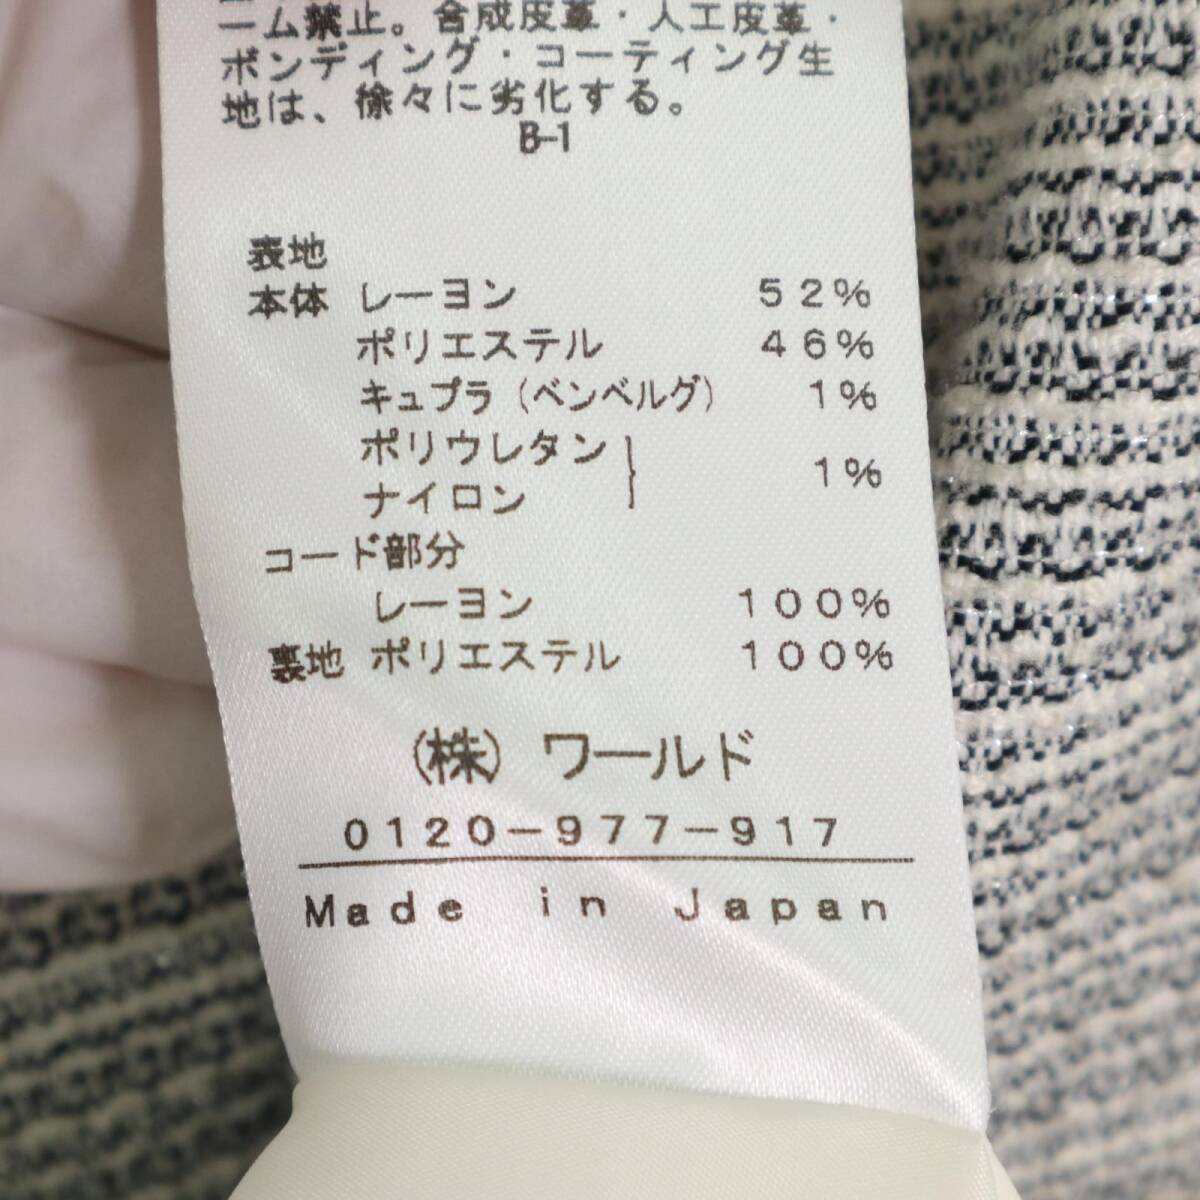 ーム禁止。合成皮革・人工皮革・
ボンディング・コーティング生
地は、徐々に劣化する。
B-1
表地
本体 レーヨン 52%
ポリエステル 46%
キュプラ(ベンベルグ) 1%
ポリウレタン
ナイロン } 1%
コード部分
レーヨン 100%
裏地 ポリエステル 100%
(株) ワールド
0120-977-917
Made in Japan